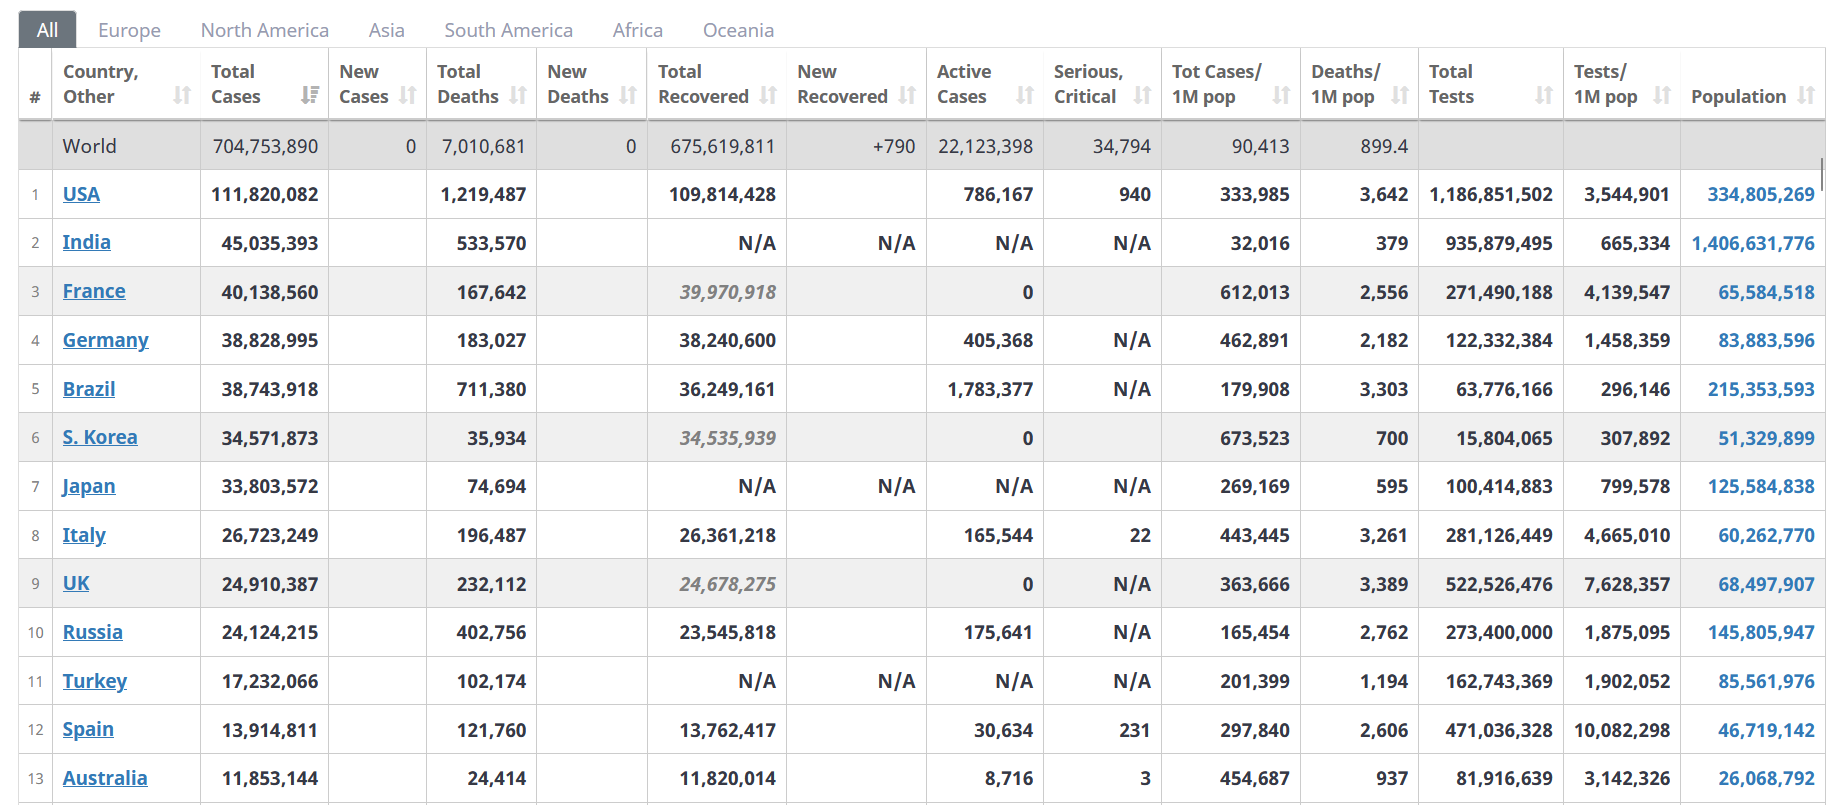 All Europe North America Asia South America Africa Oceania
# Country, Other Total Cases New Cases Total Deaths New Deaths Total Recovered New Recovered Active Cases Serious, Critical Tot Cases/ 1M pop Deaths/ 1M pop Total Tests Tests/ 1M pop Population
World 704,753,890 0 7,010,681 0 675,619,811 +790 22,123,398 34,794 90,413 899.4
1 USA 111,820,082 1,219,487 109,814,428 786,167 940 333,985 3,642 1,186,851,502 3,544,901 334,805,269
2 India 45,035,393 533,570 N/A N/A N/A N/A 32,016 379 935,879,495 665,334 1,406,631,776
3 France 40,138,560 167,642 39,970,918 0 612,013 2,556 271,490,188 4,139,547 65,584,518
4 Germany 38,828,995 183,027 38,240,600 405,368 N/A 462,891 2,182 122,332,384 1,458,359 83,883,596
5 Brazil 38,743,918 711,380 36,249,161 1,783,377 N/A 179,908 3,303 63,776,166 296,146 215,353,593
6 S. Korea 34,571,873 35,934 34,535,939 0 673,523 700 15,804,065 307,892 51,329,899
7 Japan 33,803,572 74,694 N/A N/A N/A N/A 269,169 595 100,414,883 799,578 125,584,838
8 Italy 26,723,249 196,487 26,361,218 165,544 22 443,445 3,261 281,126,449 4,665,010 60,262,770
9 UK 24,910,387 232,112 24,678,275 0 N/A 363,666 3,389 522,526,476 7,628,357 68,497,907
10 Russia 24,124,215 402,756 23,545,818 175,641 N/A 165,454 2,762 273,400,000 1,875,095 145,805,947
11 Turkey 17,232,066 102,174 N/A N/A N/A N/A 201,399 1,194 162,743,369 1,902,052 85,561,976
12 Spain 13,914,811 121,760 13,762,417 30,634 231 297,840 2,606 471,036,328 10,082,298 46,719,142
13 Australia 11,853,144 24,414 11,820,014 8,716 3 454,687 937 81,916,639 3,142,326 26,068,792